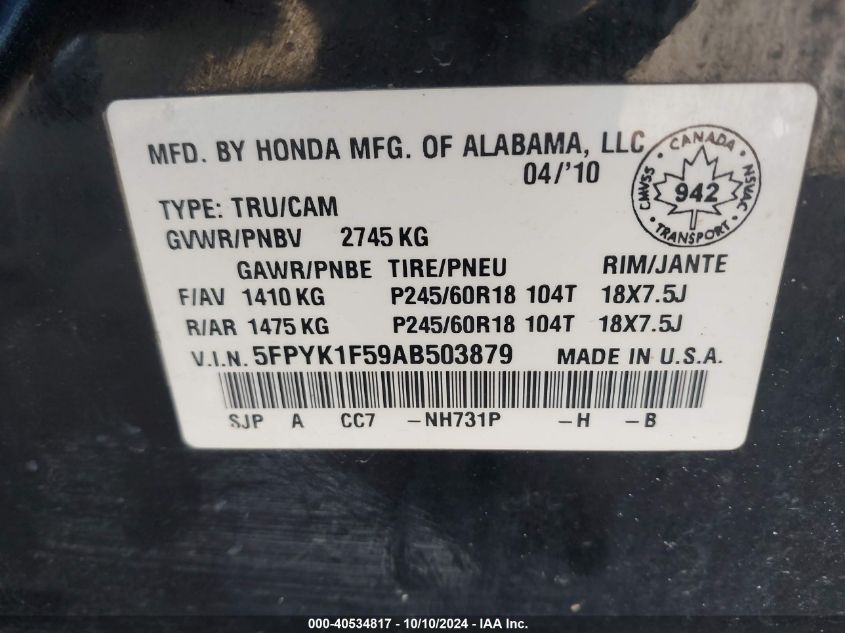 MFD. BY HONDA MFG. OF ALABAMA, LLC
04/'10
CANADA
CMVSS 942 NSVAC
TRANSPORT
TYPE: TRU/CAM
GVWR/PNBV 2745 KG
GAWR/PNBE TIRE/PNEU RIM/JANTE
F/AV 1410 KG P245/60R18 104T 18X7.5J
R/AR 1475 KG P245/60R18 104T 18X7.5J
V.I.N. 5FPYK1F59AB503879 MADE IN U.S.A.
SJP A CC7 -NH731P -H -B
000-40534817 - 10/10/2024 - IAA Inc.